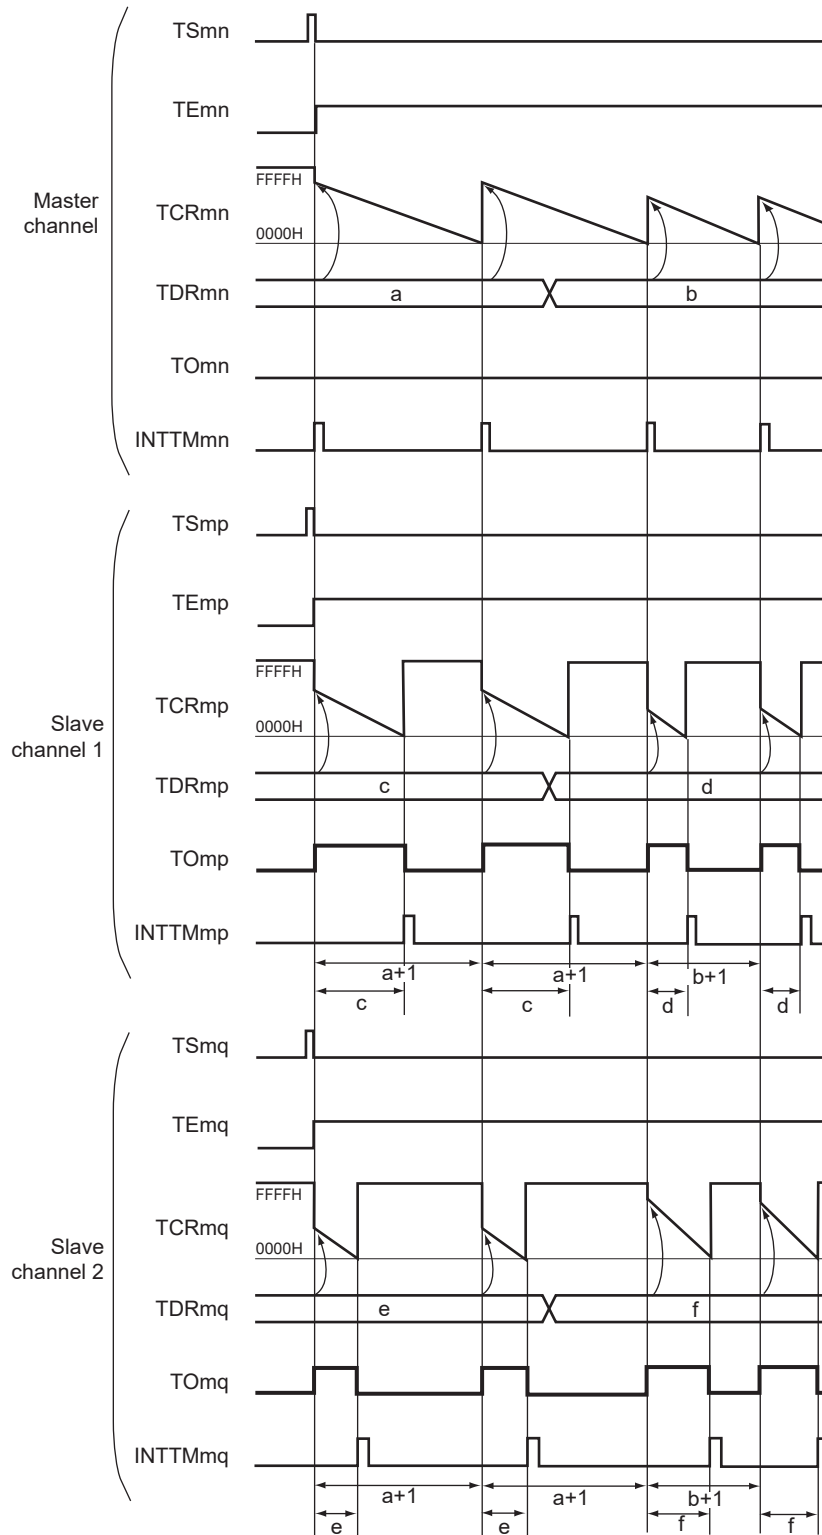 TSmn
TEmn
Master
channel
FFFFH
TCRmn
0000H
TDRmn
a
b
TOmn
INTTMmn
TSmp
TEmp
Slave
channel 1
FFFFH
TCRmp
0000H
TDRmp
c
d
TOmp
INTTMmp
a+1
a+1
b+1
c
c
d
d
TSmq
TEmq
Slave
channel 2
FFFFH
TCRmq
0000H
TDRmq
e
f
TOmq
INTTMmq
a+1
a+1
b+1
e
e
f
f